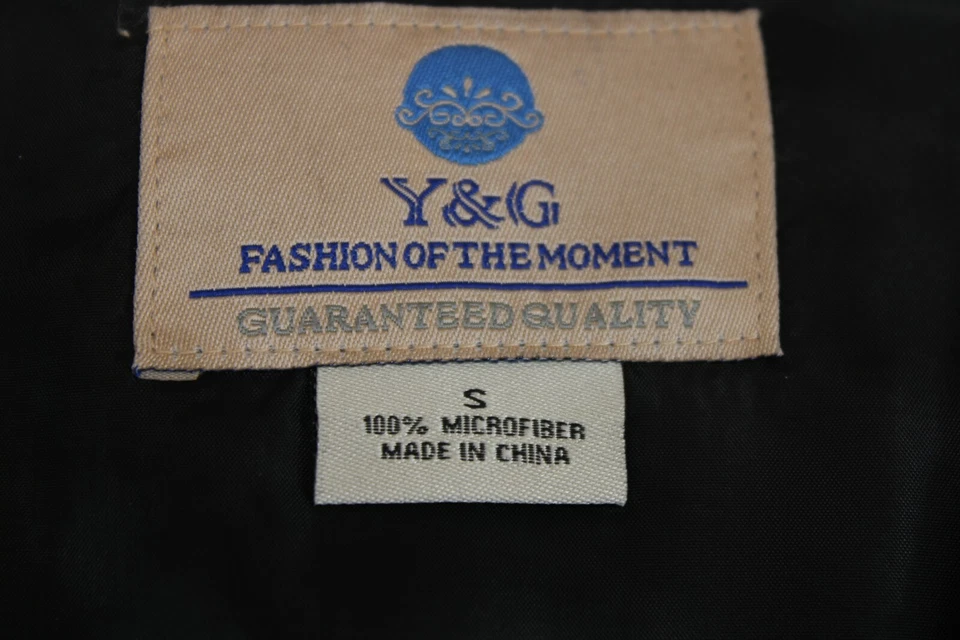 Y&G
FASHION OF THE MOMENT
GUARANTEED QUALITY
S
100% MICROFIBER
MADE IN CHINA